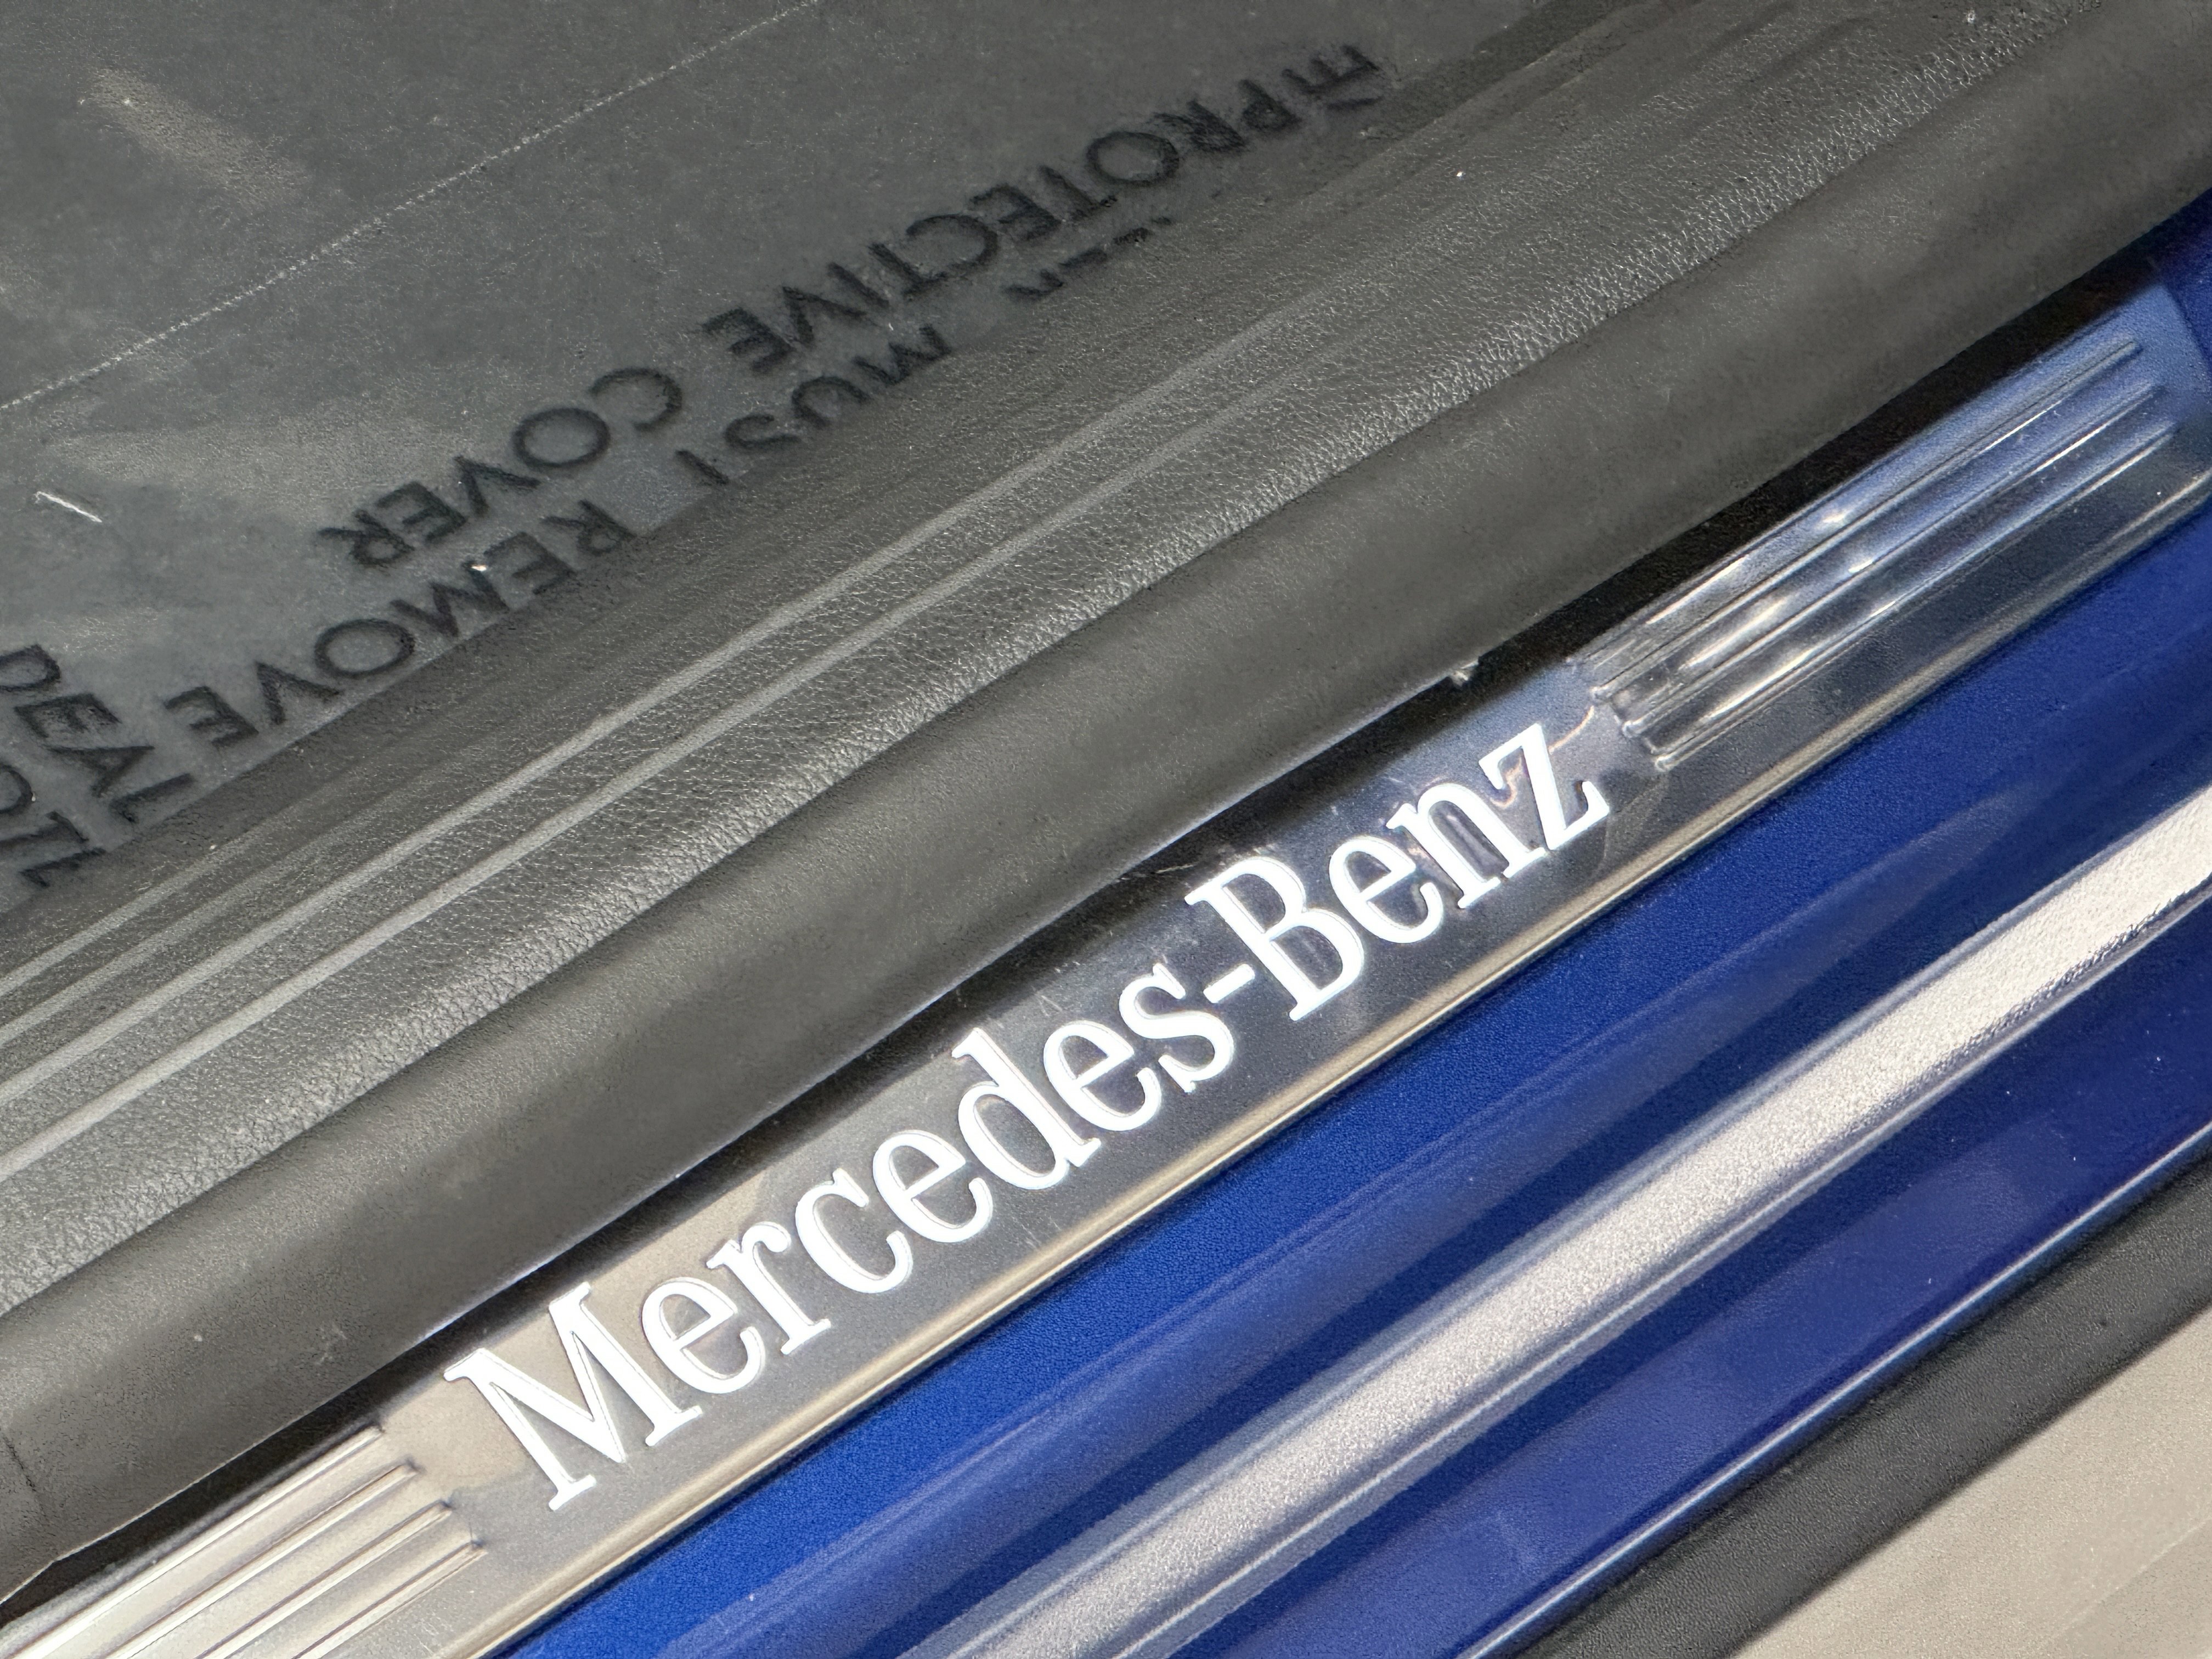 PROTECTIVE COVER
MUST REMOVE
DEAL
Mercedes-Benz